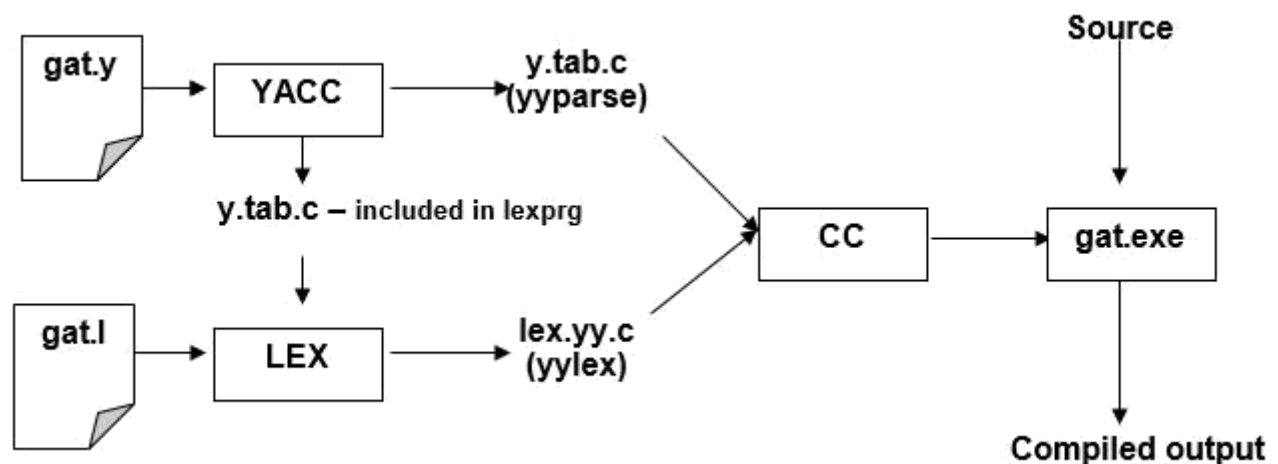 gat.y
YACC
y.tab.c
(yyparse)
Source
y.tab.c – included in lexprg
CC
gat.exe
gat.l
LEX
lex.yy.c
(yylex)
Compiled output